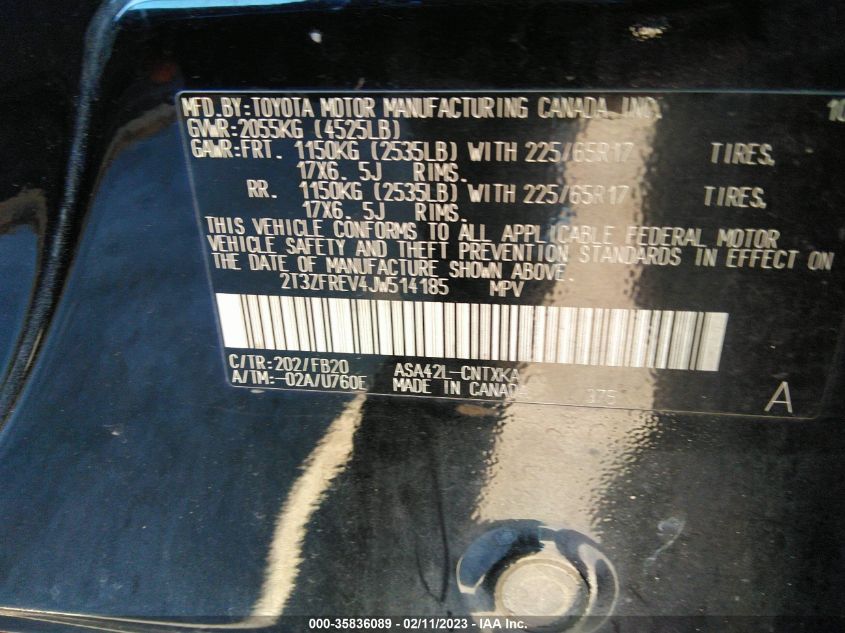 MFD. BY: TOYOTA MOTOR MANUFACTURING CANADA, INC. 10
GVWR: 2055KG (4525LB)
GAWR: FRT. 1150KG (2535LB) WITH 225/65R17 TIRES,
17X6. 5J RIMS.
RR. 1150KG (2535LB) WITH 225/65R17 TIRES,
17X6. 5J RIMS.
THIS VEHICLE CONFORMS TO ALL APPLICABLE FEDERAL MOTOR
VEHICLE SAFETY AND THEFT PREVENTION STANDARDS IN EFFECT ON
THE DATE OF MANUFACTURE SHOWN ABOVE.
2T3ZFREV4JW514185 MPV
C/TR: 202/FB20 ASA42L-CNTXKA
A/TM: -02A/U760E MADE IN CANADA 375 A
000-35836089 - 02/11/2023 - IAA Inc.